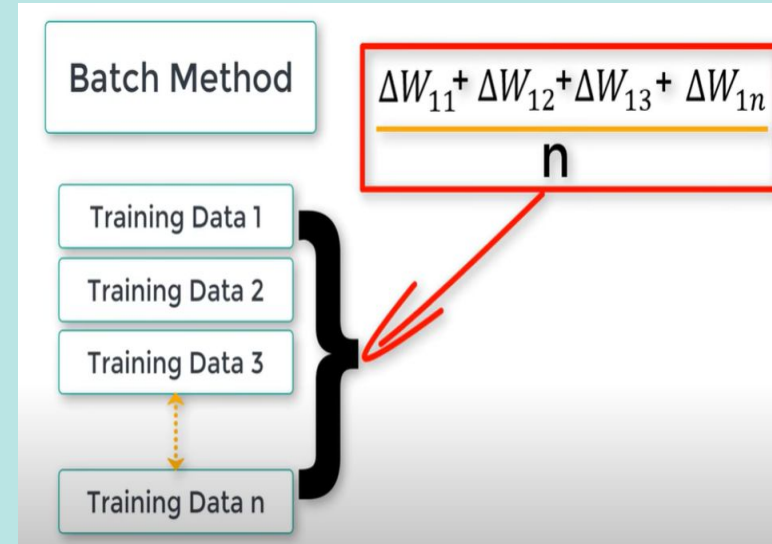 Batch Method
ΔW₁₁+ ΔW₁₂+ΔW₁₃+ ΔW₁ₙ
n
Training Data 1
Training Data 2
Training Data 3
Training Data n